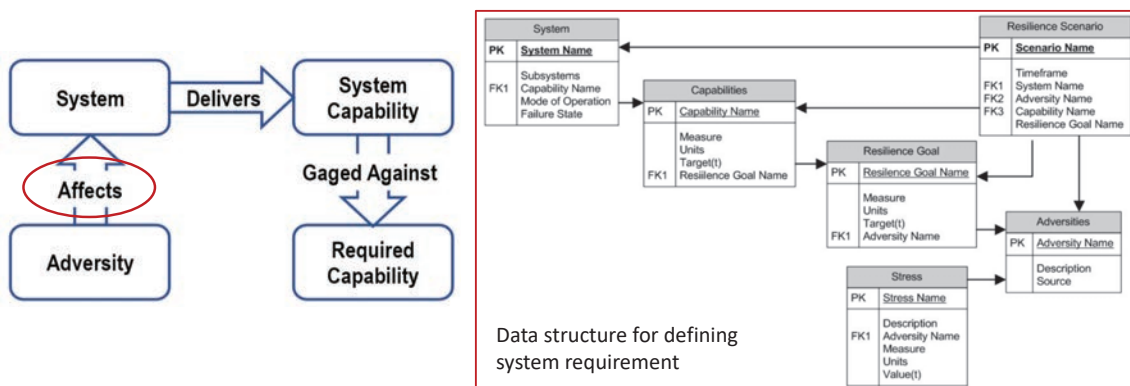 System
Delivers
System
Capability
Affects
Gaged Against
Adversity
Required
Capability
System
PK System Name
Subsystems
FK1 Capability Name
Mode of Operation
Failure State
Capabilities
PK Capability Name
Measure
Units
Target(t)
FK1 Resiilence Goal Name
Resilience Goal
PK Resilence Goal Name
Measure
Units
Target(t)
FK1 Adversity Name
Resilience Scenario
PK Scenario Name
Timeframe
FK1 System Name
FK2 Adversity Name
FK3 Capability Name
Resilience Goal Name
Adversities
PK Adversity Name
Description
Source
Stress
PK Stress Name
Description
FK1 Adversity Name
Measure
Units
Value(t)
Data structure for defining
system requirement